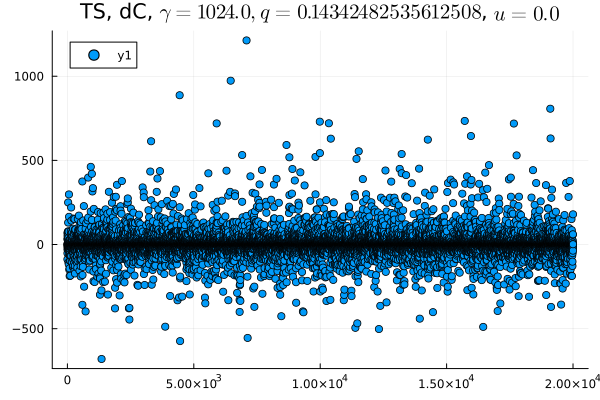 TS, dC, γ = 1024.0, q = 0.14342482535612508, u = 0.0
y1
1000
500
0
−500
0 5.00×10³ 1.00×10⁴ 1.50×10⁴ 2.00×10⁴